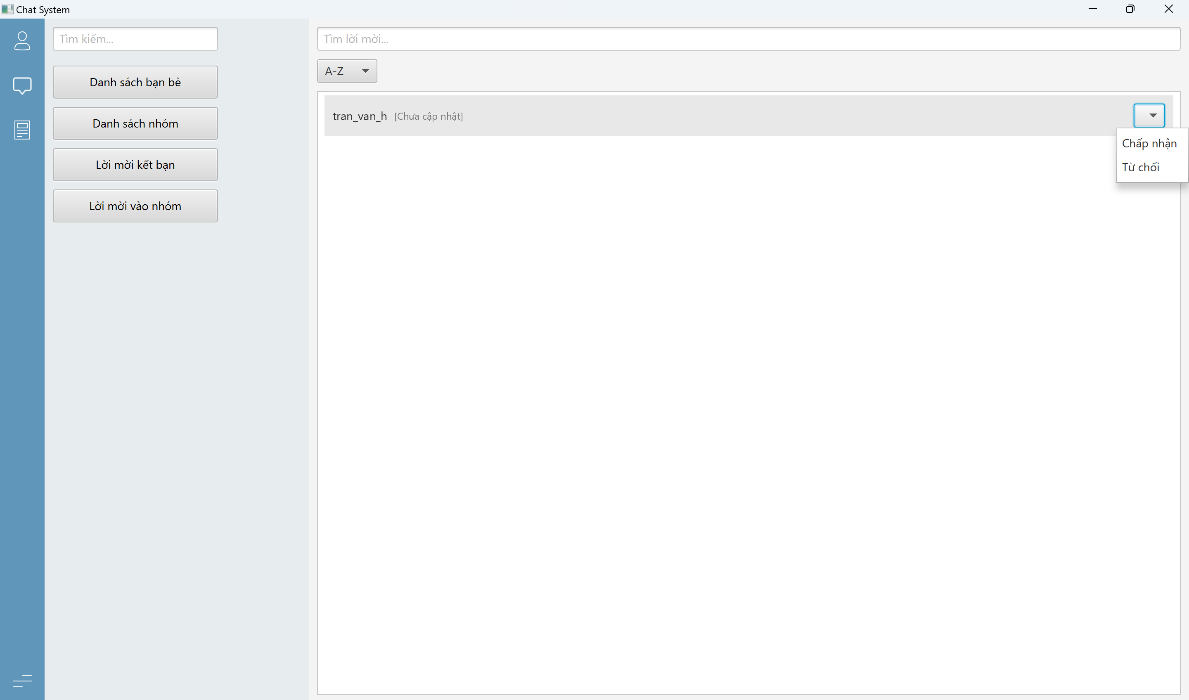 Chat System
Tìm kiếm...
Danh sách bạn bè
Danh sách nhóm
Lời mời kết bạn
Lời mời vào nhóm
Tìm lời mời...
A-Z
tran_van_h [Chưa cập nhật]
Chấp nhận
Từ chối